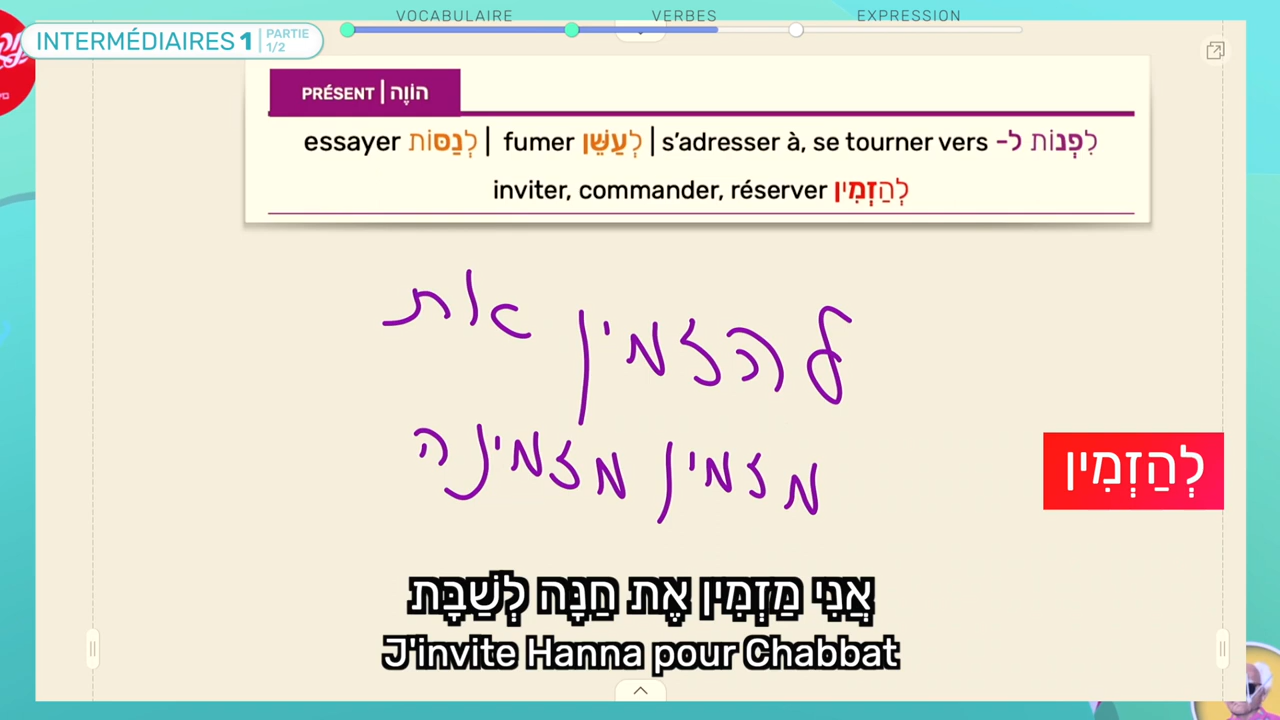 VOCABULAIRE VERBES EXPRESSION
INTERMÉDIAIRES 1 | PARTIE 1/2
PRÉSENT | הוֹוֶה
לִפְנוֹת ל- s'adresser à, se tourner vers | לְעַשֵּׁן fumer | לְנַסּוֹת essayer
לְהַזְמִין inviter, commander, réserver
להזמין את
מזמין מזמינה
לְהַזְמִין
אֲנִי מַזְמִין אֶת חַנָּה לְשַׁבָּת
J'invite Hanna pour Chabbat